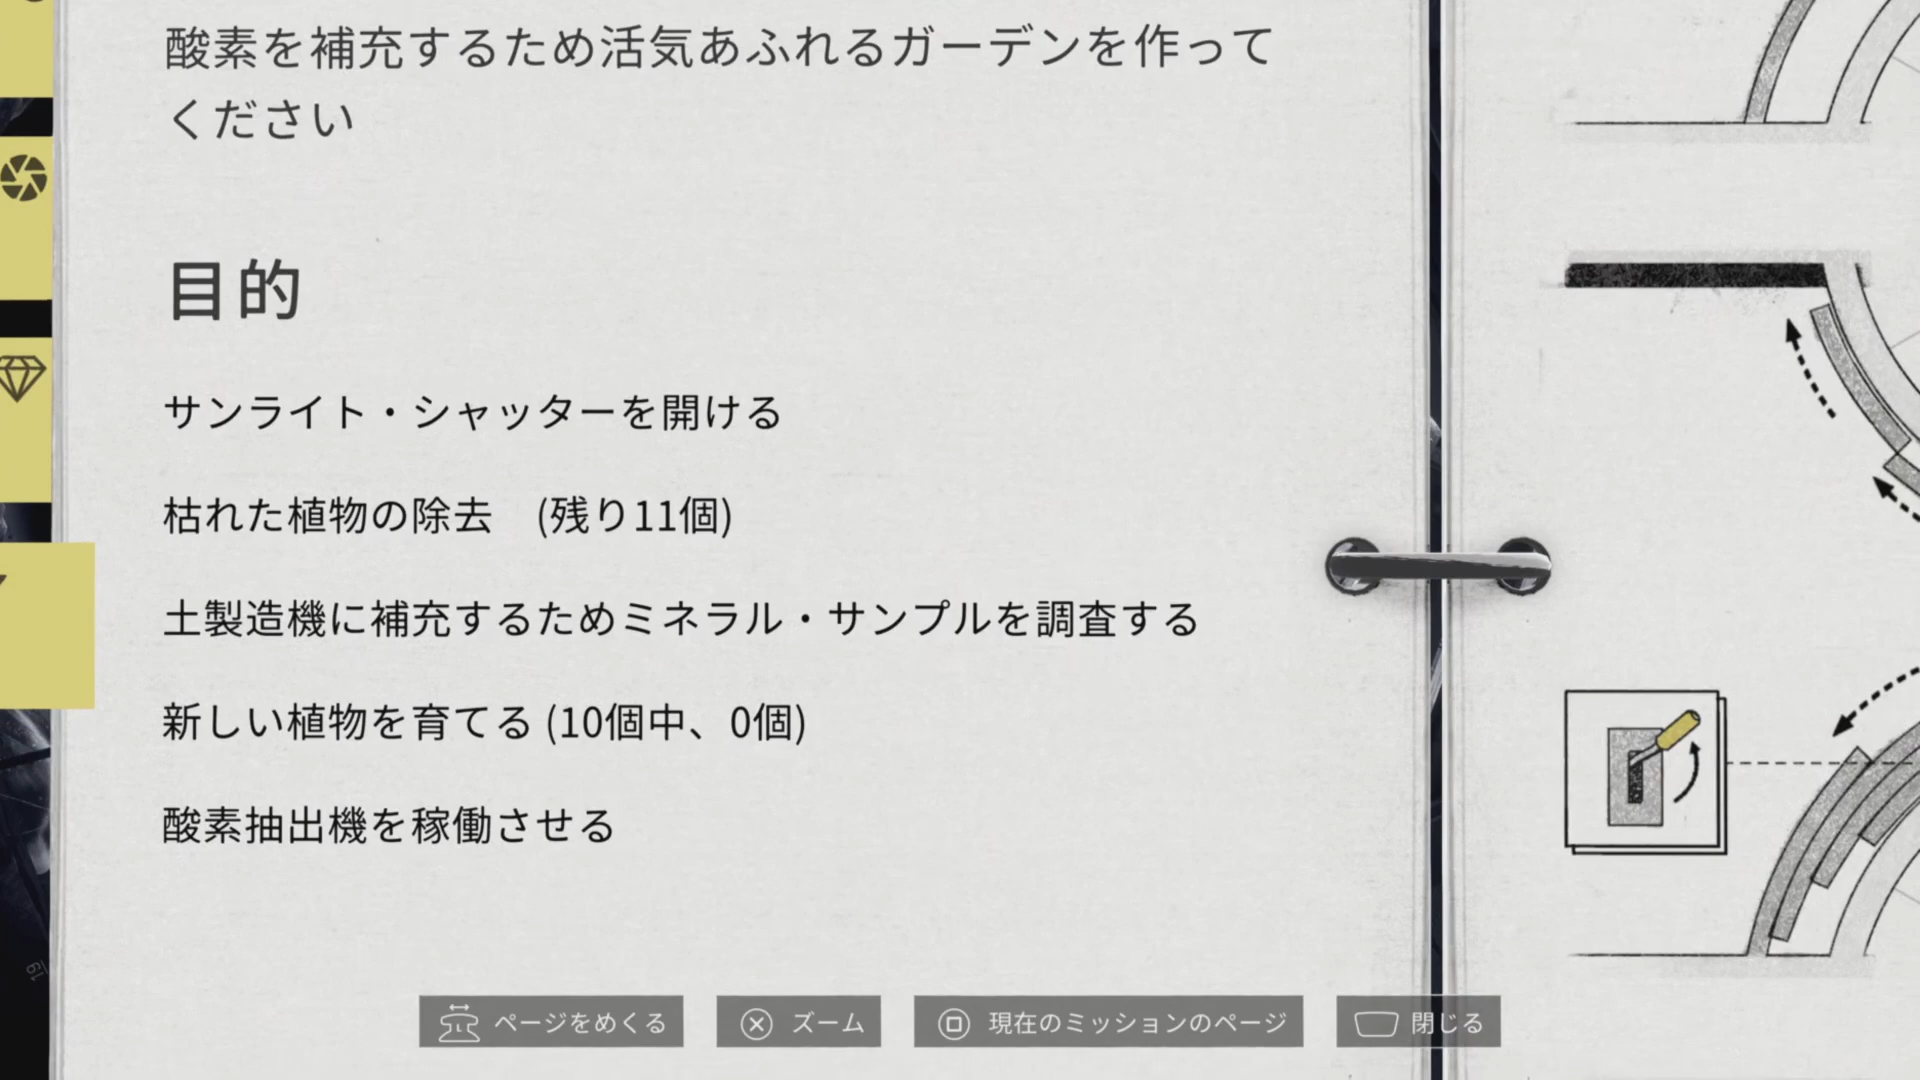 酸素を補充するため活気あふれるガーデンを作って
ください
目的
サンライト・シャッターを開ける
枯れた植物の除去　(残り11個)
土製造機に補充するためミネラル・サンプルを調査する
新しい植物を育てる (10個中、0個)
酸素抽出機を稼働させる
ページをめくる
ズーム
現在のミッションのページ
閉じる